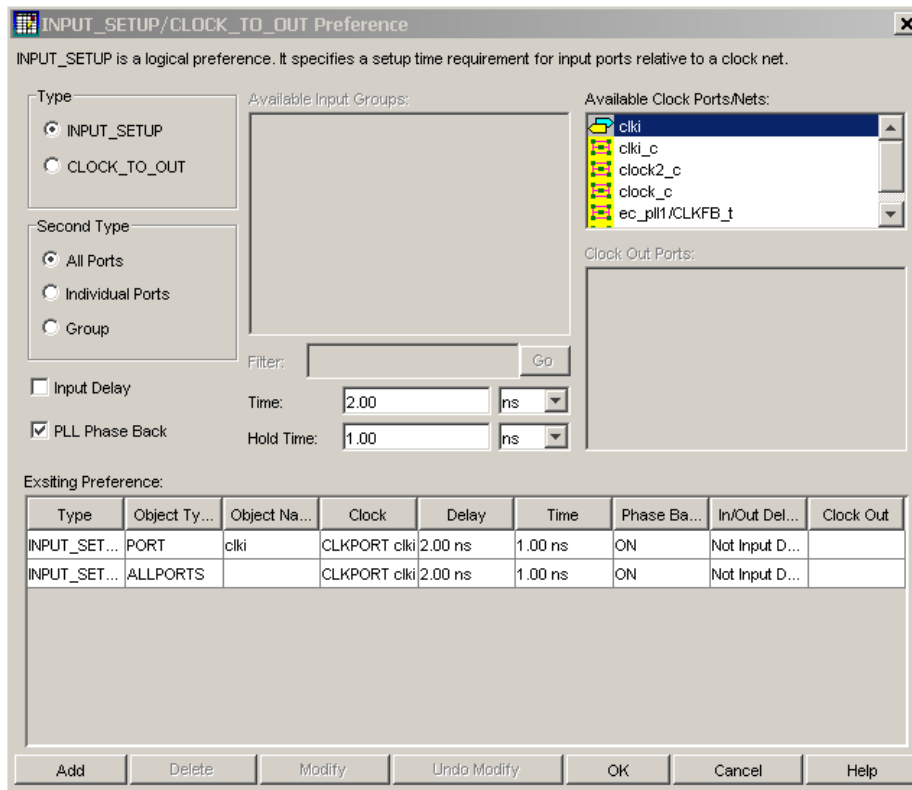 INPUT_SETUP/CLOCK_TO_OUT Preference
INPUT_SETUP is a logical preference. It specifies a setup time requirement for input ports relative to a clock net.
Type
INPUT_SETUP
CLOCK_TO_OUT
Second Type
All Ports
Individual Ports
Group
Input Delay
PLL Phase Back
Available Input Groups:
Filter:
Go
Time:
2.00
ns
Hold Time:
1.00
ns
Available Clock Ports/Nets:
clki
clki_c
clock2_c
clock_c
ec_pll1/CLKFB_t
Clock Out Ports:
Exsiting Preference:
Type Object Ty... Object Na... Clock Delay Time Phase Ba... In/Out Del... Clock Out
INPUT_SET... PORT clki CLKPORT clki 2.00 ns 1.00 ns ON Not Input D...
INPUT_SET... ALLPORTS CLKPORT clki 2.00 ns 1.00 ns ON Not Input D...
Add Delete Modify Undo Modify OK Cancel Help